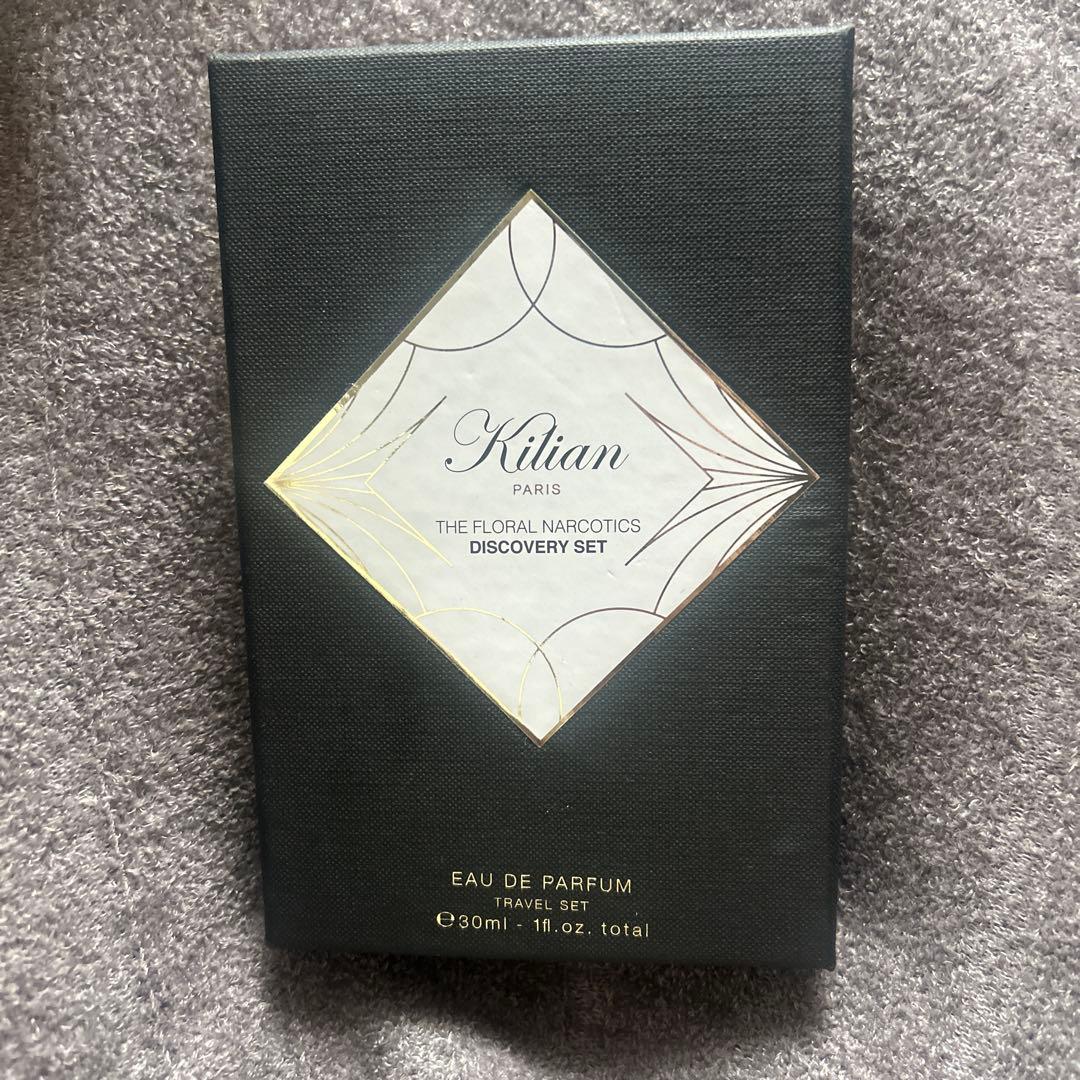 Kilian
PARIS
THE FLORAL NARCOTICS
DISCOVERY SET
EAU DE PARFUM
TRAVEL SET
℮30ml - 1fl.oz. total